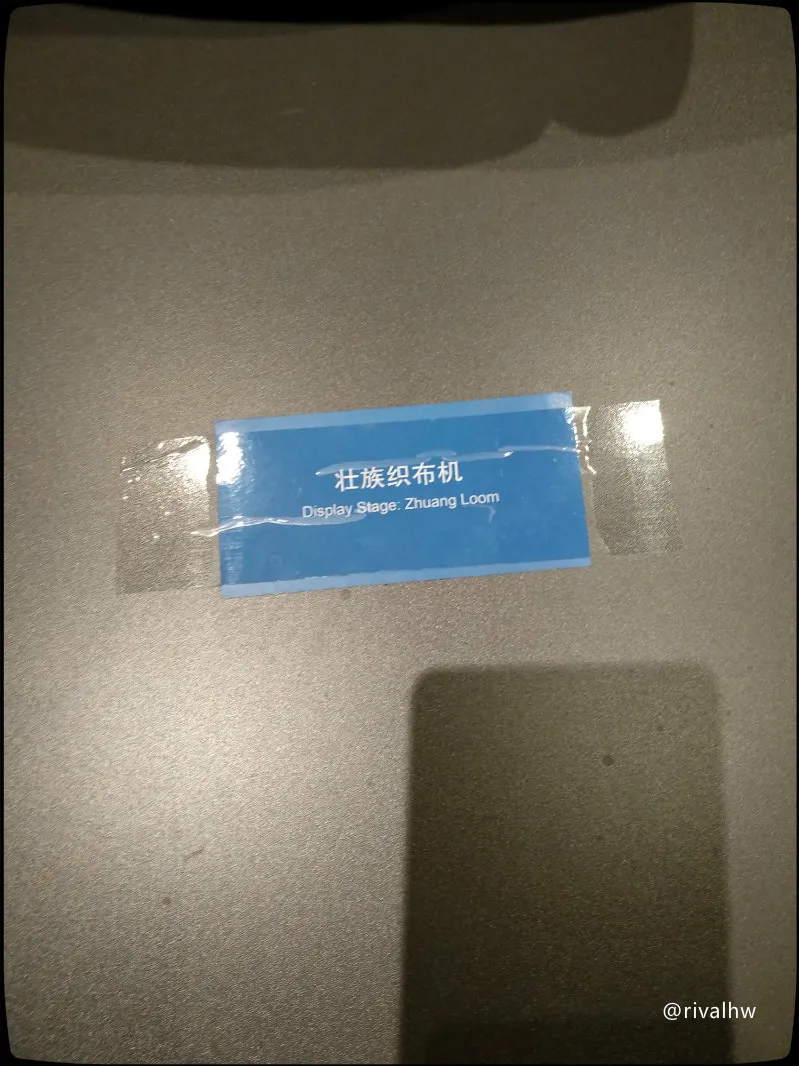 壮族织布机
Display Stage: Zhuang Loom
@rivalhw